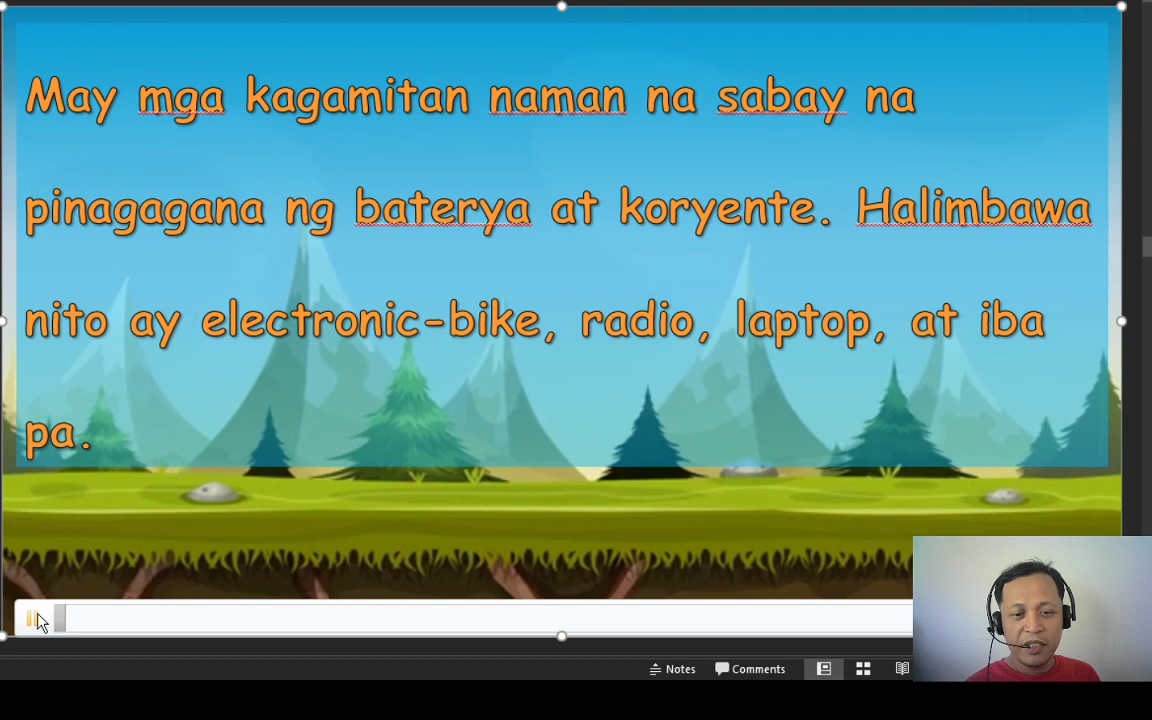 May mga kagamitan naman na sabay na
pinagagana ng baterya at koryente. Halimbawa
nito ay electronic-bike, radio, laptop, at iba
pa.
Notes Comments